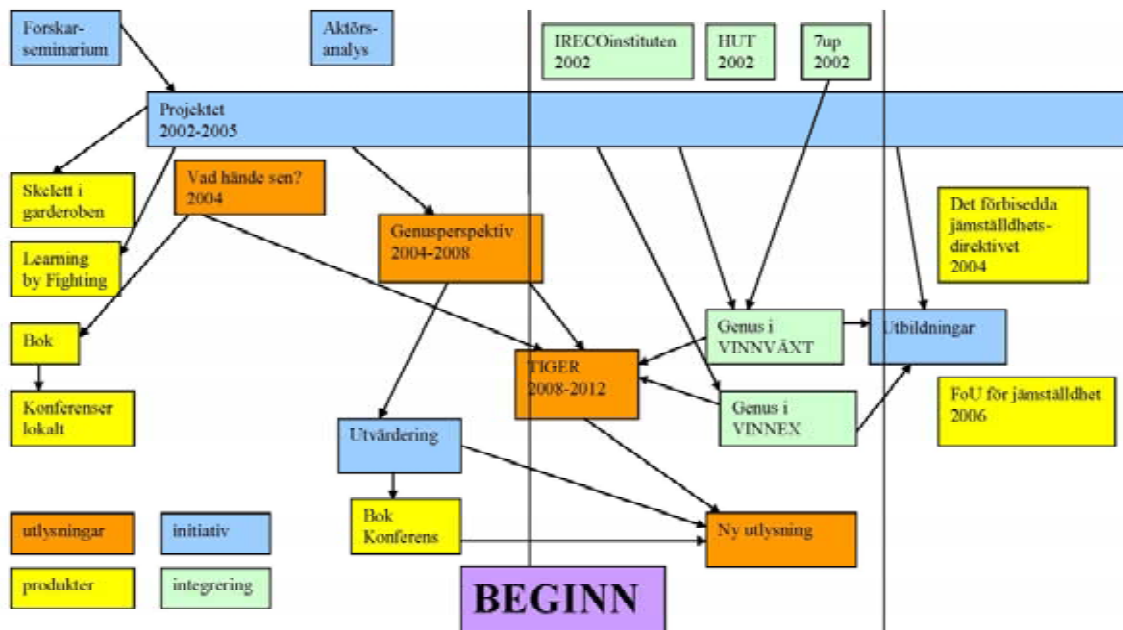 Forskar-
seminarium
Aktörs-
analys
IRECOinstituten
2002
HUT
2002
7up
2002
Projektet
2002-2005
Skelett i
garderoben
Vad hände sen?
2004
Genusperspektiv
2004-2008
Det förbisedda
jämställdhets-
direktivet
2004
Learning
by Fighting
Bok
Genus i
VINNVÄXT
Utbildningar
TIGER
2008-2012
Konferenser
lokalt
Genus i
VINNEX
FoU för jämställdhet
2006
Utvärdering
Bok
Konferens
Ny utlysning
utlysningar
initiativ
produkter
integrering
BEGINN